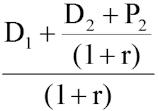 D₂ + P₂
D₁ +
(1+r)
(1+r)